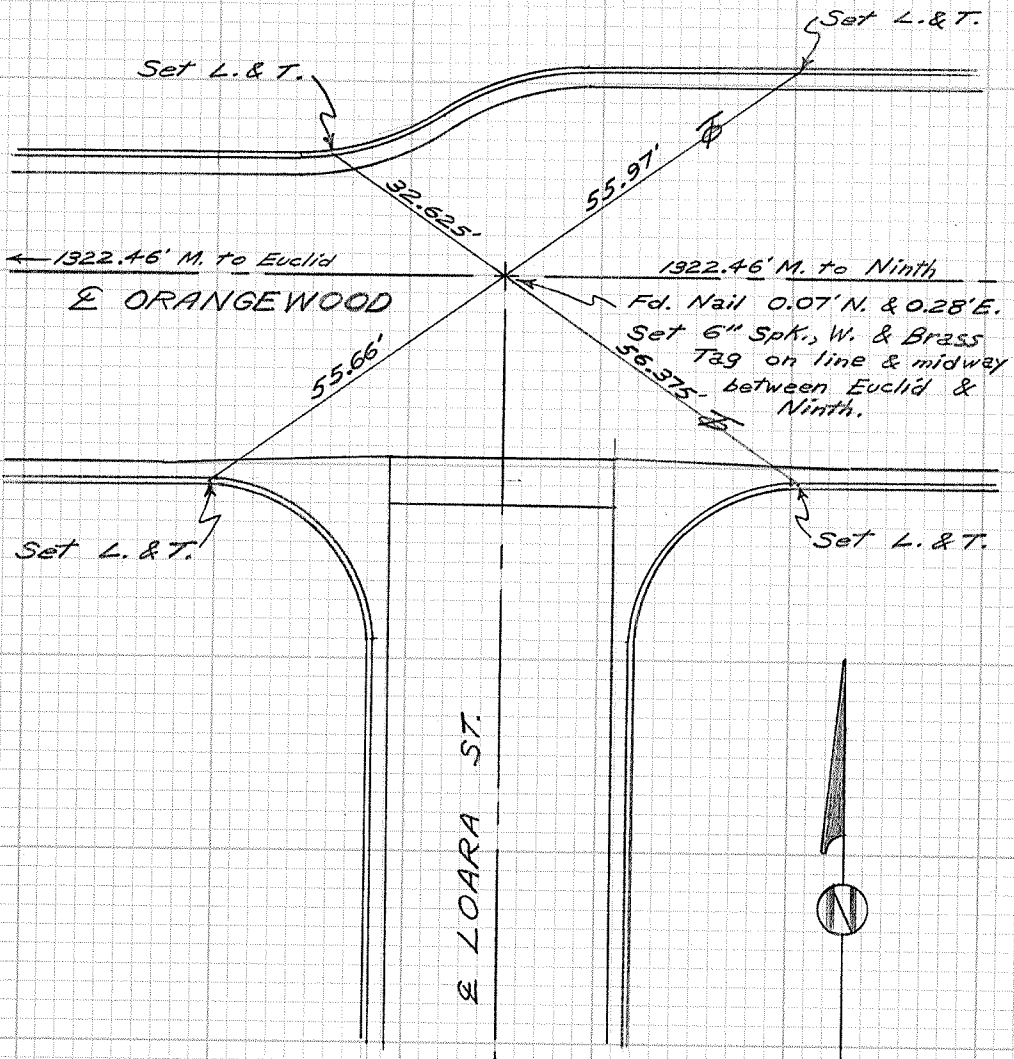 Set L. & T.
Set L. & T.
32.625'
55.97'
1322.46' M. to Euclid
℄ ORANGEWOOD
1322.46' M. to Ninth
Fd. Nail 0.07' N. & 0.28' E.
Set 6" Spk., W. & Brass
Tag on line & midway
between Euclid &
Ninth.
55.66'
56.375'
Set L. & T.
Set L. & T.
℄ LOARA ST.
N